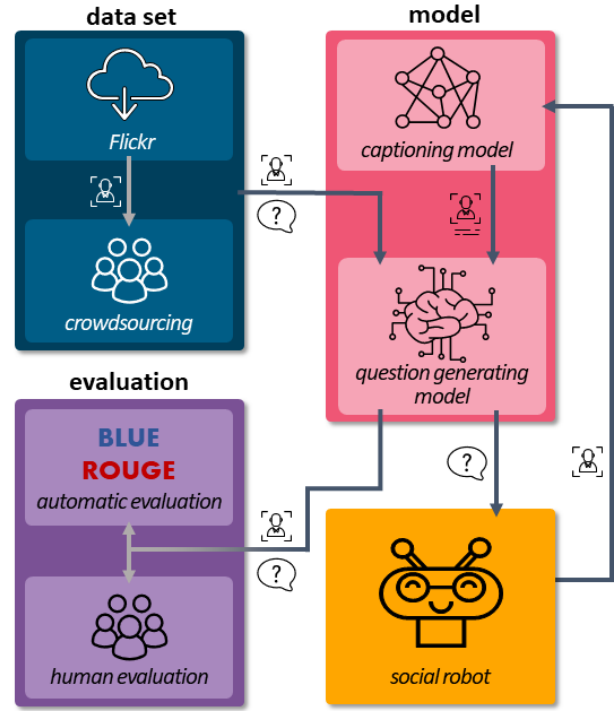 data set
Flickr
crowdsourcing
model
captioning model
question generating
model
?
?
evaluation
BLUE
ROUGE
automatic evaluation
human evaluation
?
social robot